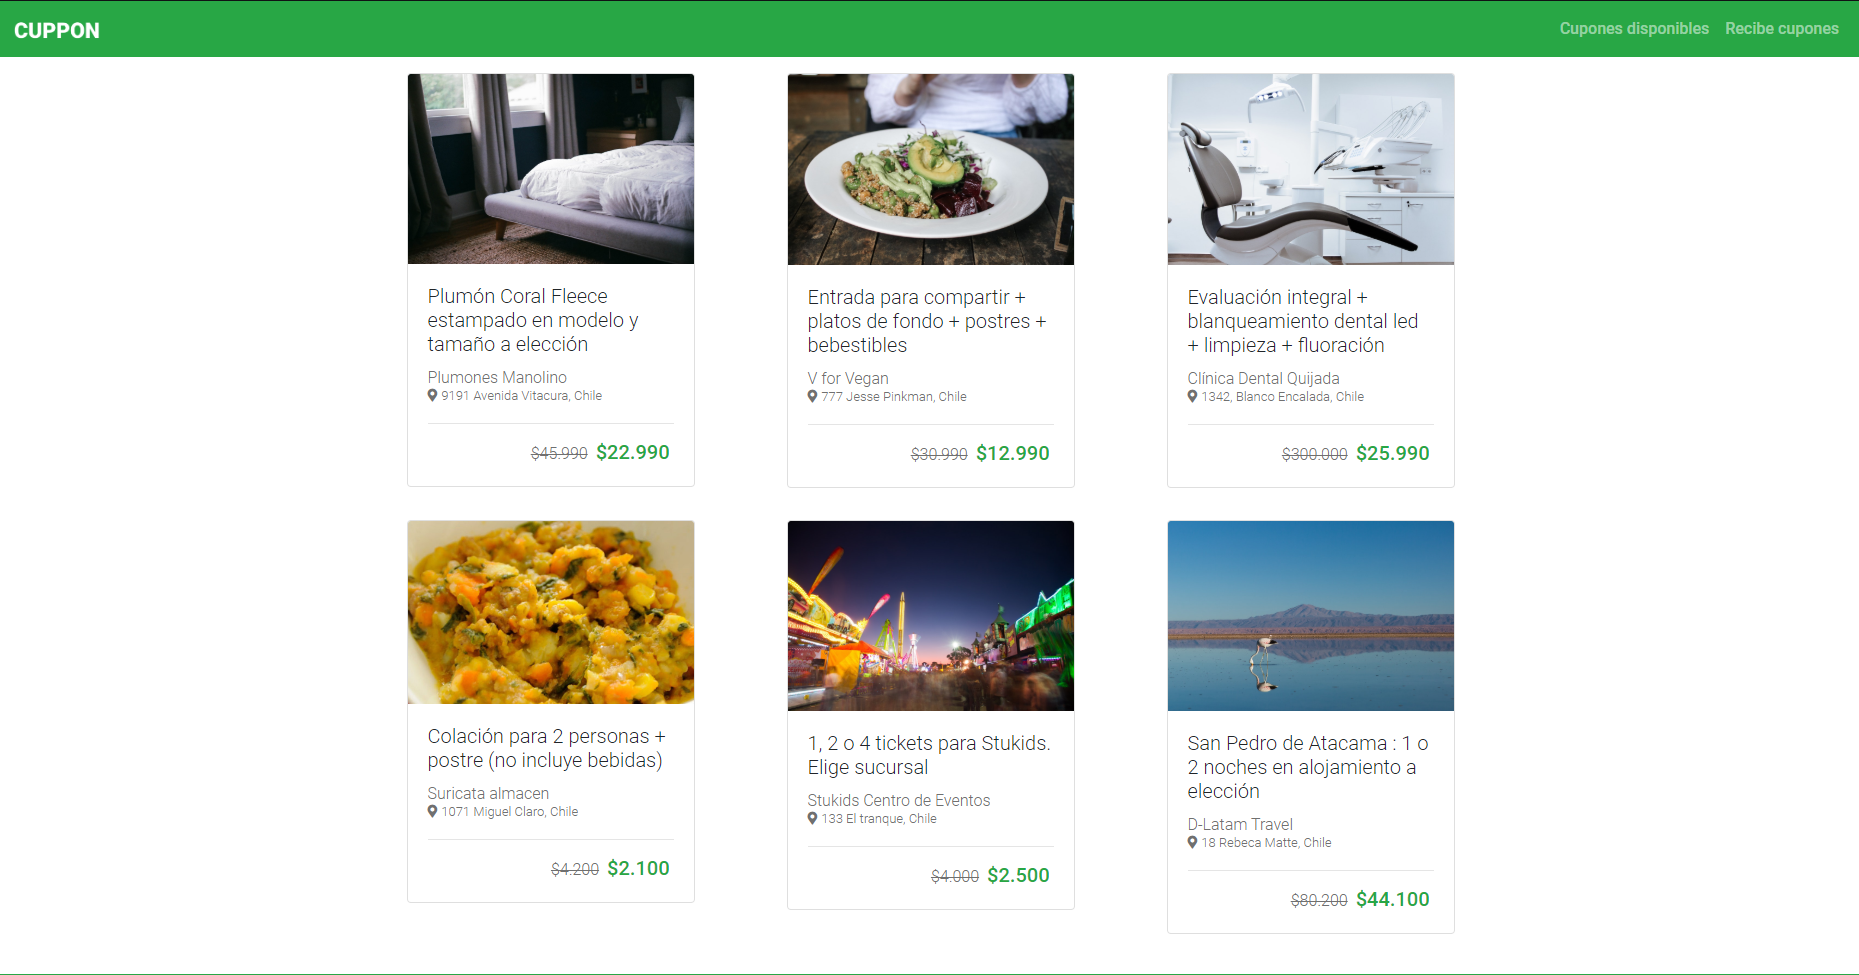 CUPPON
Cupones disponibles Recibe cupones
Plumón Coral Fleece
estampado en modelo y
tamaño a elección
Plumones Manolino
9191 Avenida Vitacura, Chile
$45.990 $22.990
Entrada para compartir +
platos de fondo + postres +
bebestibles
V for Vegan
777 Jesse Pinkman, Chile
$30.990 $12.990
Evaluación integral +
blanqueamiento dental led
+ limpieza + fluoración
Clínica Dental Quijada
1342, Blanco Encalada, Chile
$300.000 $25.990
Colación para 2 personas +
postre (no incluye bebidas)
Suricata almacen
1071 Miguel Claro, Chile
$4.200 $2.100
1, 2 o 4 tickets para Stukids.
Elige sucursal
Stukids Centro de Eventos
133 El tranque, Chile
$4.000 $2.500
San Pedro de Atacama : 1 o
2 noches en alojamiento a
elección
D-Latam Travel
18 Rebeca Matte, Chile
$80.200 $44.100